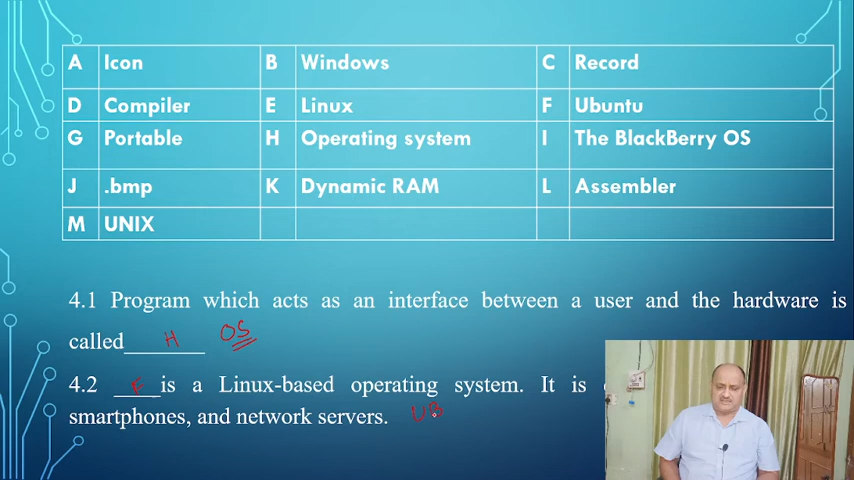 A Icon B Windows C Record
D Compiler E Linux F Ubuntu
G Portable H Operating system I The BlackBerry OS
J .bmp K Dynamic RAM L Assembler
M UNIX
4.1 Program which acts as an interface between a user and the hardware is
called_______ H OS
4.2 ____is a Linux-based operating system. It is
smartphones, and network servers. UB